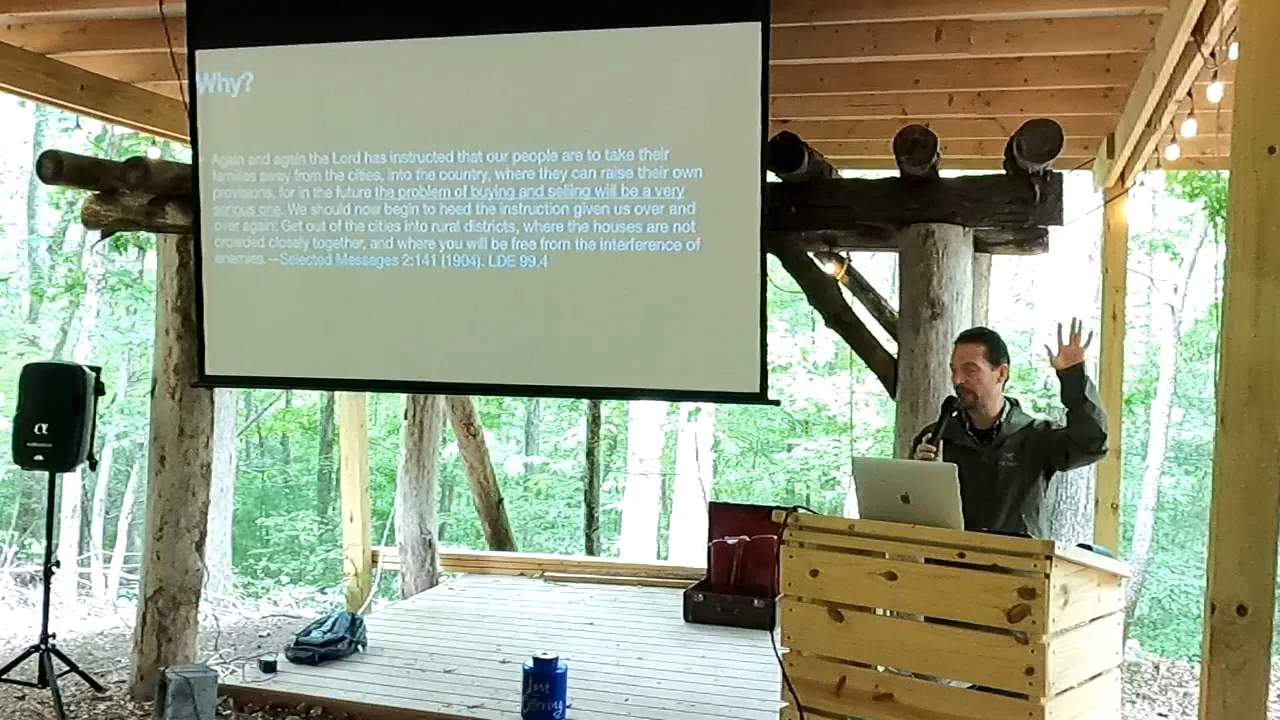 Why?
Again and again the Lord has instructed that our people are to take their
families away from the cities, into the country, where they can raise their own
provisions, for in the future the problem of buying and selling will be a very
serious one. We should now begin to heed the instruction given us over and
over again: Get out of the cities into rural districts, where the houses are not
crowded closely together, and where you will be free from the interference of
enemies.—Selected Messages 2:141 (1904). LDE 99.4
α
Love
Offering